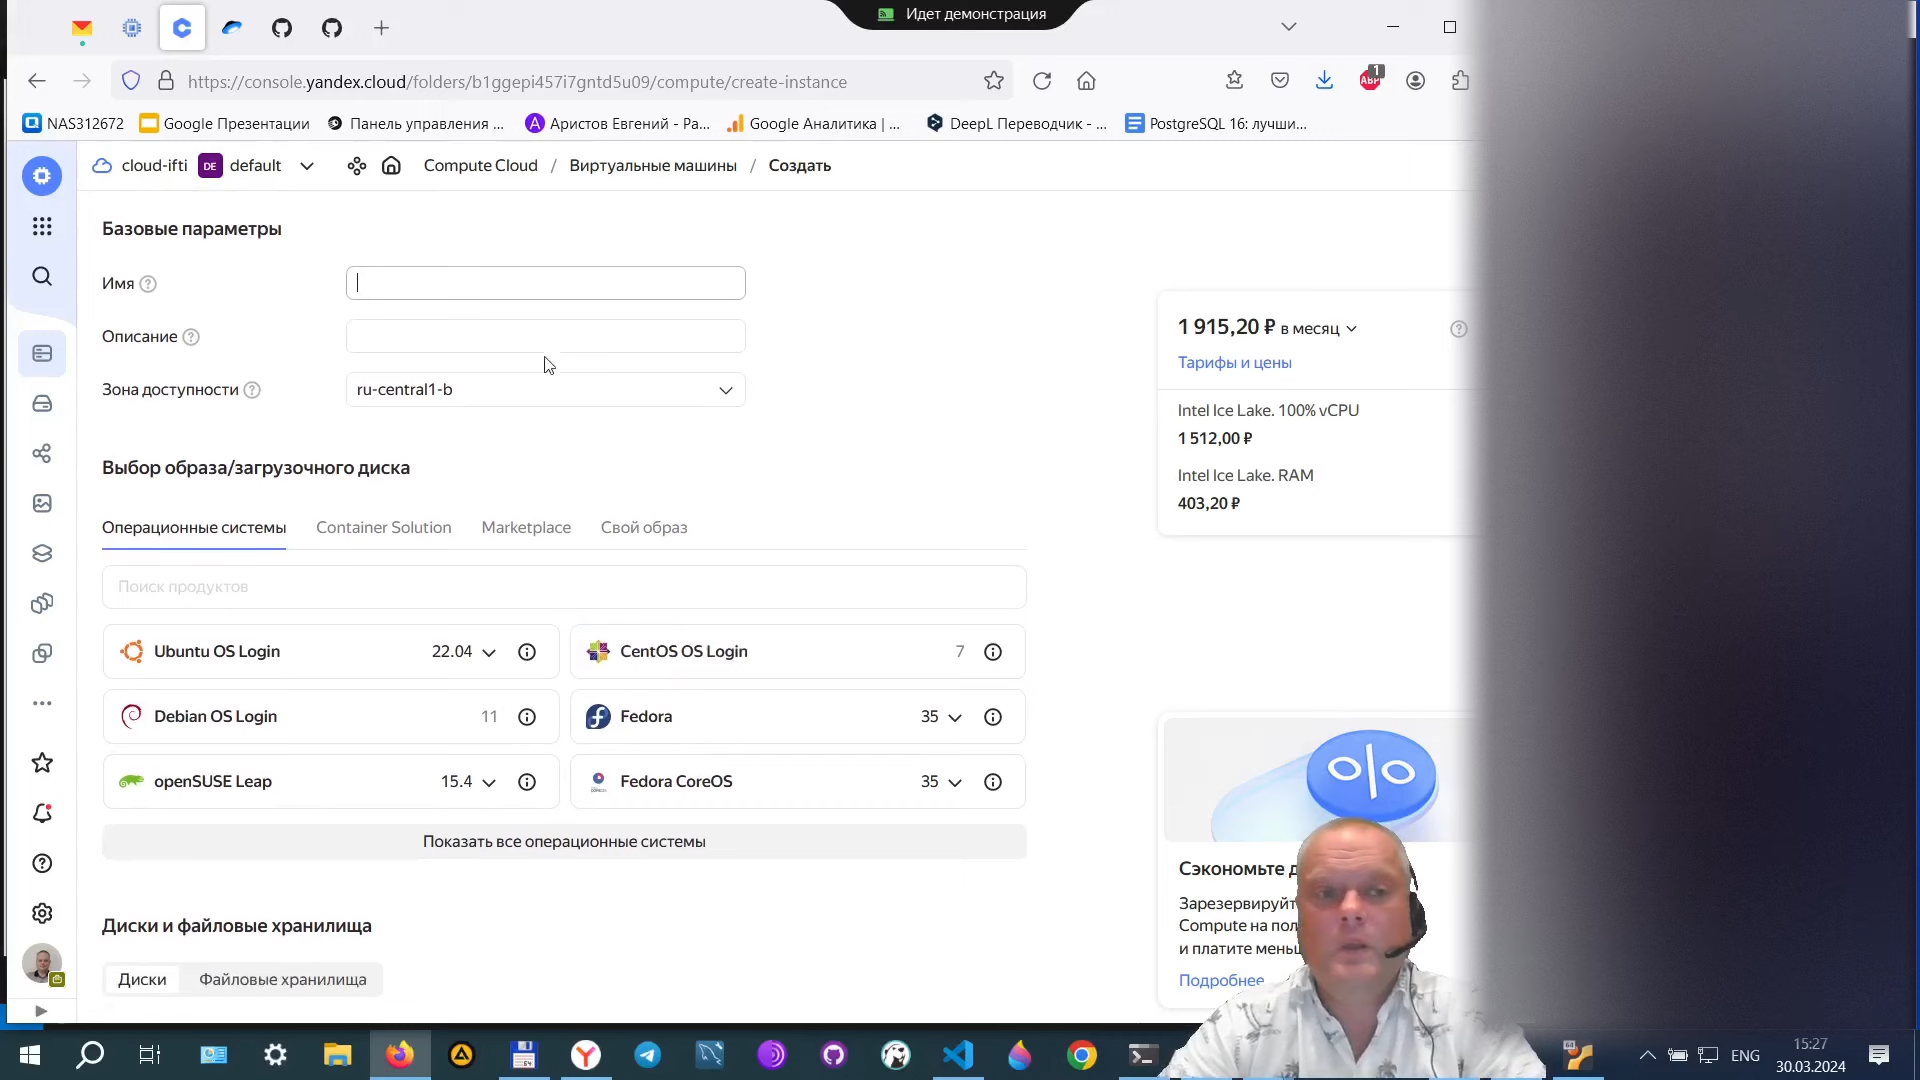 Идет демонстрация
https://console.yandex.cloud/folders/b1ggepi457i7gntd5u09/compute/create-instance
ABP
1
NAS312672
Google Презентации
Панель управления ...
А
Аристов Евгений - Ра...
Google Аналитика | ...
DeepL Переводчик - ...
PostgreSQL 16: лучши...
cloud-ifti
DE
default
Compute Cloud / Виртуальные машины / Создать
Базовые параметры
Имя
Описание
Зона доступности
ru-central1-b
1 915,20 ₽ в месяц
Тарифы и цены
Intel Ice Lake. 100% vCPU
1 512,00 ₽
Intel Ice Lake. RAM
403,20 ₽
Выбор образа/загрузочного диска
Операционные системы
Container Solution
Marketplace
Свой образ
Поиск продуктов
Ubuntu OS Login 22.04
CentOS OS Login 7
Debian OS Login 11
Fedora 35
openSUSE Leap 15.4
Fedora CoreOS 35
Показать все операционные системы
Диски и файловые хранилища
Диски
Файловые хранилища
%
Сэкономьте д
Зарезервируйт
Compute на пол
и платите меньш
Подробнее
64
ENG
15:27
30.03.2024